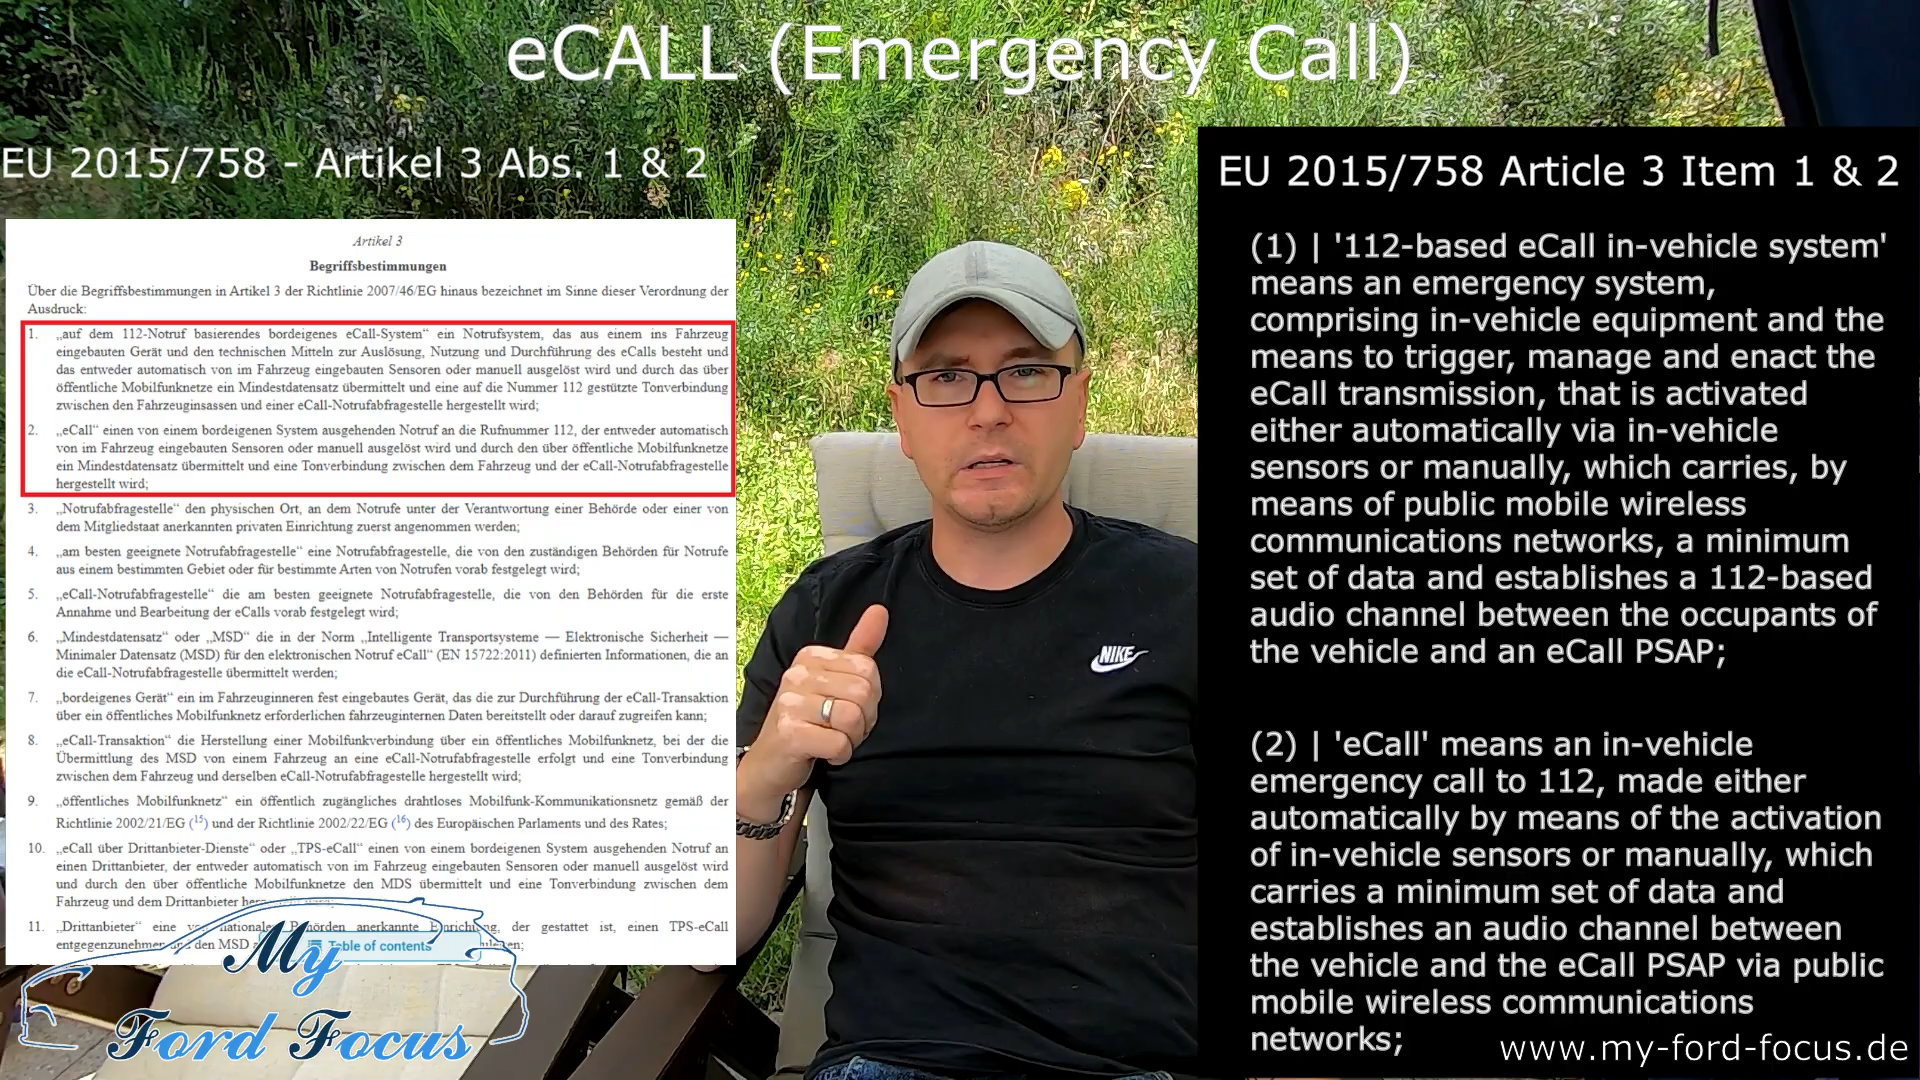 eCALL (Emergency Call)
EU 2015/758 - Artikel 3 Abs. 1 & 2
Artikel 3
Begriffsbestimmungen
Über die Begriffsbestimmungen in Artikel 3 der Richtlinie 2007/46/EG hinaus bezeichnet im Sinne dieser Verordnung der
Ausdruck:
1. „auf dem 112-Notruf basierendes bordeigenes eCall-System“ ein Notrufsystem, das aus einem ins Fahrzeug
eingebauten Gerät und den technischen Mitteln zur Auslösung, Nutzung und Durchführung des eCalls besteht und
das entweder automatisch von im Fahrzeug eingebauten Sensoren oder manuell ausgelöst wird und durch das über
öffentliche Mobilfunknetze ein Mindestdatensatz übermittelt und eine auf die Nummer 112 gestützte Tonverbindung
zwischen den Fahrzeuginsassen und einer eCall-Notrufabfragestelle hergestellt wird;
2. „eCall“ einen von einem bordeigenen System ausgehenden Notruf an die Rufnummer 112, der entweder automatisch
von im Fahrzeug eingebauten Sensoren oder manuell ausgelöst wird und durch den über öffentliche Mobilfunknetze
ein Mindestdatensatz übermittelt und eine Tonverbindung zwischen dem Fahrzeug und der eCall-Notrufabfragestelle
hergestellt wird;
3. „Notrufabfragestelle“ den physischen Ort, an dem Notrufe unter der Verantwortung einer Behörde oder einer von
dem Mitgliedstaat anerkannten privaten Einrichtung zuerst angenommen werden;
4. „am besten geeignete Notrufabfragestelle“ eine Notrufabfragestelle, die von den zuständigen Behörden für Notrufe
aus einem bestimmten Gebiet oder für bestimmte Arten von Notrufen vorab festgelegt wird;
5. „eCall-Notrufabfragestelle“ die am besten geeignete Notrufabfragestelle, die von den Behörden für die erste
Annahme und Bearbeitung der eCalls vorab festgelegt wird;
6. „Mindestdatensatz“ oder „MSD“ die in der Norm „Intelligente Transportsysteme — Elektronische Sicherheit —
Minimaler Datensatz (MSD) für den elektronischen Notruf eCall“ (EN 15722:2011) definierten Informationen, die an
die eCall-Notrufabfragestelle übermittelt werden;
7. „bordeigenes Gerät“ ein im Fahrzeuginneren fest eingebautes Gerät, das die zur Durchführung der eCall-Transaktion
über ein öffentliches Mobilfunknetz erforderlichen fahrzeuginternen Daten bereitstellt oder darauf zugreifen kann;
8. „eCall-Transaktion“ die Herstellung einer Mobilfunkverbindung über ein öffentliches Mobilfunknetz, bei der die
Übermittlung des MSD von einem Fahrzeug an eine eCall-Notrufabfragestelle erfolgt und eine Tonverbindung
zwischen dem Fahrzeug und derselben eCall-Notrufabfragestelle hergestellt wird;
9. „öffentliches Mobilfunknetz“ ein öffentlich zugängliches drahtloses Mobilfunk-Kommunikationsnetz gemäß der
Richtlinie 2002/21/EG (15) und der Richtlinie 2002/22/EG (16) des Europäischen Parlaments und des Rates;
10. „eCall über Drittanbieter-Dienste“ oder „TPS-eCall“ einen von einem bordeigenen System ausgehenden Notruf an
einen Drittanbieter, der entweder automatisch von im Fahrzeug eingebauten Sensoren oder manuell ausgelöst wird
und durch den über öffentliche Mobilfunknetze den MDS übermittelt und eine Tonverbindung zwischen dem
Fahrzeug und dem Drittanbieter
11. „Drittanbieter“ eine nationalen Behörden anerkannte Einrichtung, der gestattet ist, einen TPS-eCall
entgegenzunehmen und den MSD
Table of contents
My
Ford Focus
EU 2015/758 Article 3 Item 1 & 2
(1) | '112-based eCall in-vehicle system'
means an emergency system,
comprising in-vehicle equipment and the
means to trigger, manage and enact the
eCall transmission, that is activated
either automatically via in-vehicle
sensors or manually, which carries, by
means of public mobile wireless
communications networks, a minimum
set of data and establishes a 112-based
audio channel between the occupants of
the vehicle and an eCall PSAP;
(2) | 'eCall' means an in-vehicle
emergency call to 112, made either
automatically by means of the activation
of in-vehicle sensors or manually, which
carries a minimum set of data and
establishes an audio channel between
the vehicle and the eCall PSAP via public
mobile wireless communications
networks;
www.my-ford-focus.de
NIKE